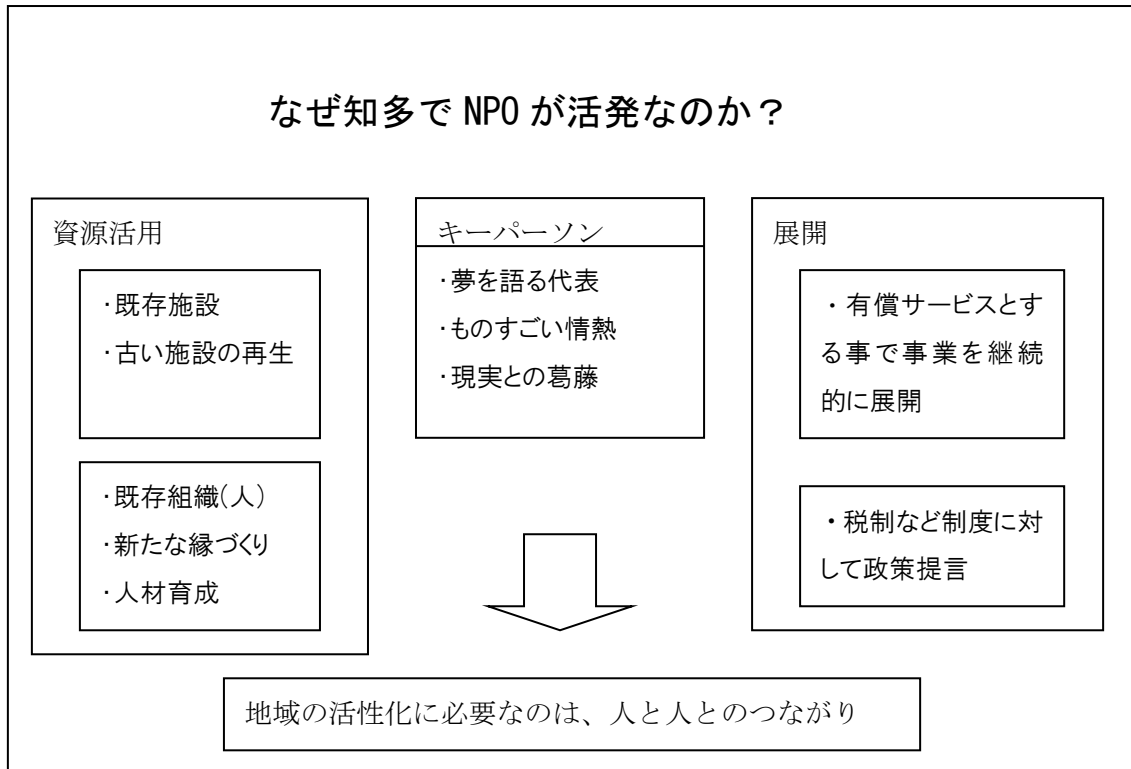 なぜ知多で NPO が活発なのか？
資源活用
・既存施設
・古い施設の再生
・既存組織(人)
・新たな縁づくり
・人材育成
キーパーソン
・夢を語る代表
・ものすごい情熱
・現実との葛藤
展開
・有償サービスとす
る事で事業を継続
的に展開
・税制など制度に対
して政策提言
地域の活性化に必要なのは、人と人とのつながり